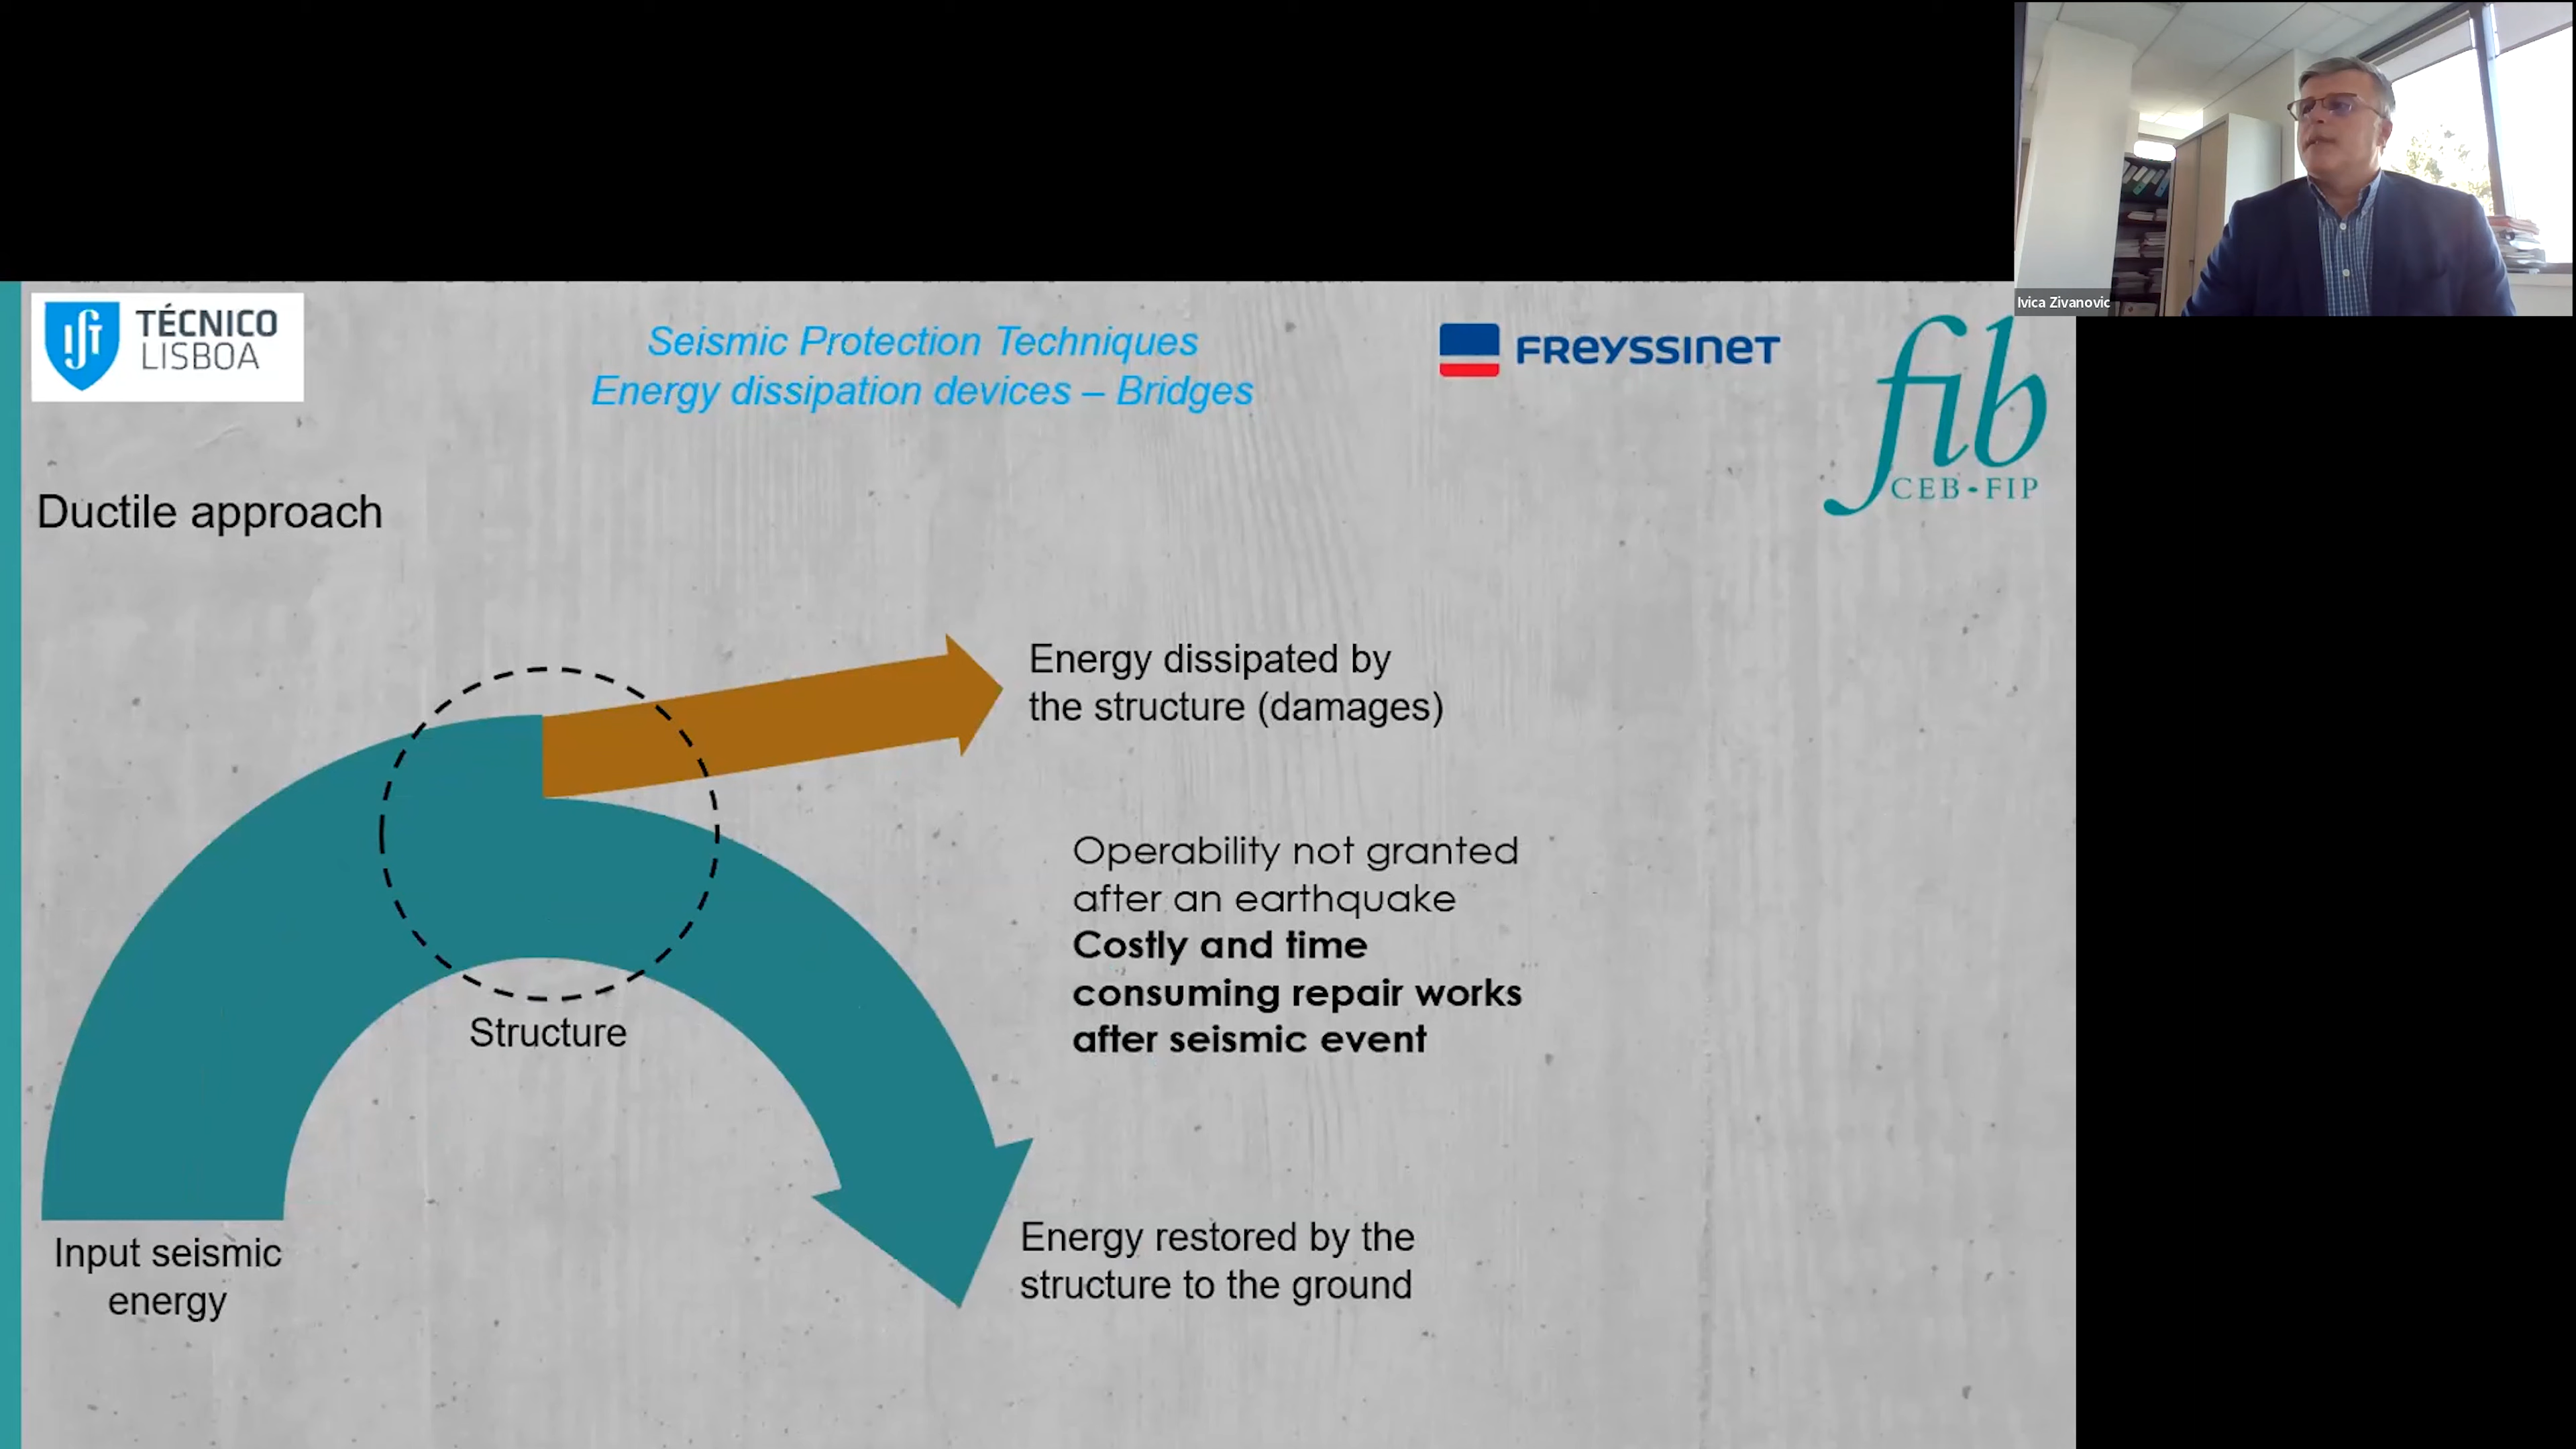 Ivica Zivanovic
TÉCNICO
LISBOA
Seismic Protection Techniques
Energy dissipation devices – Bridges
FREYSSINET
fib
CEB-FIP
Ductile approach
Energy dissipated by
the structure (damages)
Operability not granted
after an earthquake
Costly and time
consuming repair works
after seismic event
Structure
Input seismic
energy
Energy restored by the
structure to the ground